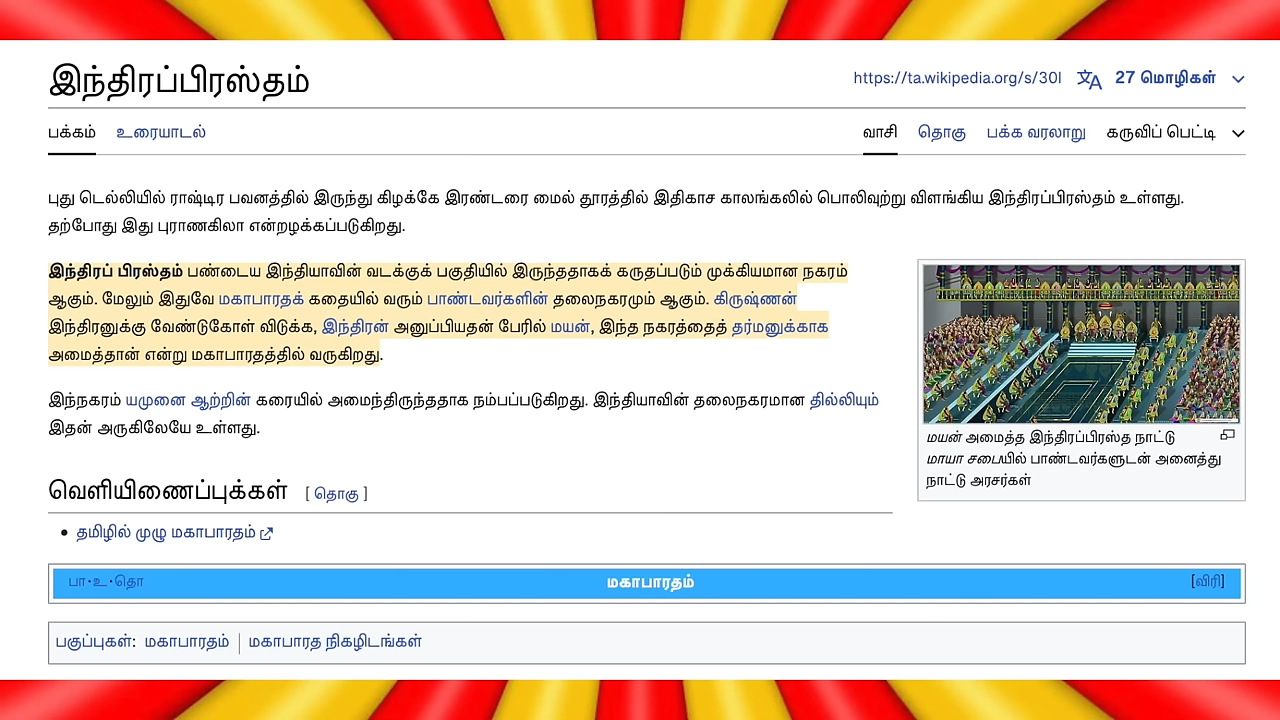 இந்திரப்பிரஸ்தம்
https://ta.wikipedia.org/s/30l
27 மொழிகள்
பக்கம் உரையாடல்
வாசி தொகு பக்க வரலாறு கருவிப் பெட்டி
புது டெல்லியில் ராஷ்டிர பவனத்தில் இருந்து கிழக்கே இரண்டரை மைல் தூரத்தில் இதிகாச காலங்கலில் பொலிவுற்று விளங்கிய இந்திரப்பிரஸ்தம் உள்ளது.
தற்போது இது புராணகிலா என்றழக்கப்படுகிறது.
இந்திரப் பிரஸ்தம் பண்டைய இந்தியாவின் வடக்குக் பகுதியில் இருந்ததாகக் கருதப்படும் முக்கியமான நகரம்
ஆகும். மேலும் இதுவே மகாபாரதக் கதையில் வரும் பாண்டவர்களின் தலைநகரமும் ஆகும். கிருஷ்ணன்
இந்திரனுக்கு வேண்டுகோள் விடுக்க, இந்திரன் அனுப்பியதன் பேரில் மயன், இந்த நகரத்தைத் தர்மனுக்காக
அமைத்தான் என்று மகாபாரதத்தில் வருகிறது.
இந்நகரம் யமுனை ஆற்றின் கரையில் அமைந்திருந்ததாக நம்பப்படுகிறது. இந்தியாவின் தலைநகரமான தில்லியும்
இதன் அருகிலேயே உள்ளது.
மயன் அமைத்த இந்திரப்பிரஸ்த நாட்டு
மாயா சபையில் பாண்டவர்களுடன் அனைத்து
நாட்டு அரசர்கள்
வெளியிணைப்புக்கள் [ தொகு ]
• தமிழில் முழு மகாபாரதம்
பா·உ·தொ மகாபாரதம் [விரி]
பகுப்புகள்: மகாபாரதம் | மகாபாரத நிகழிடங்கள்